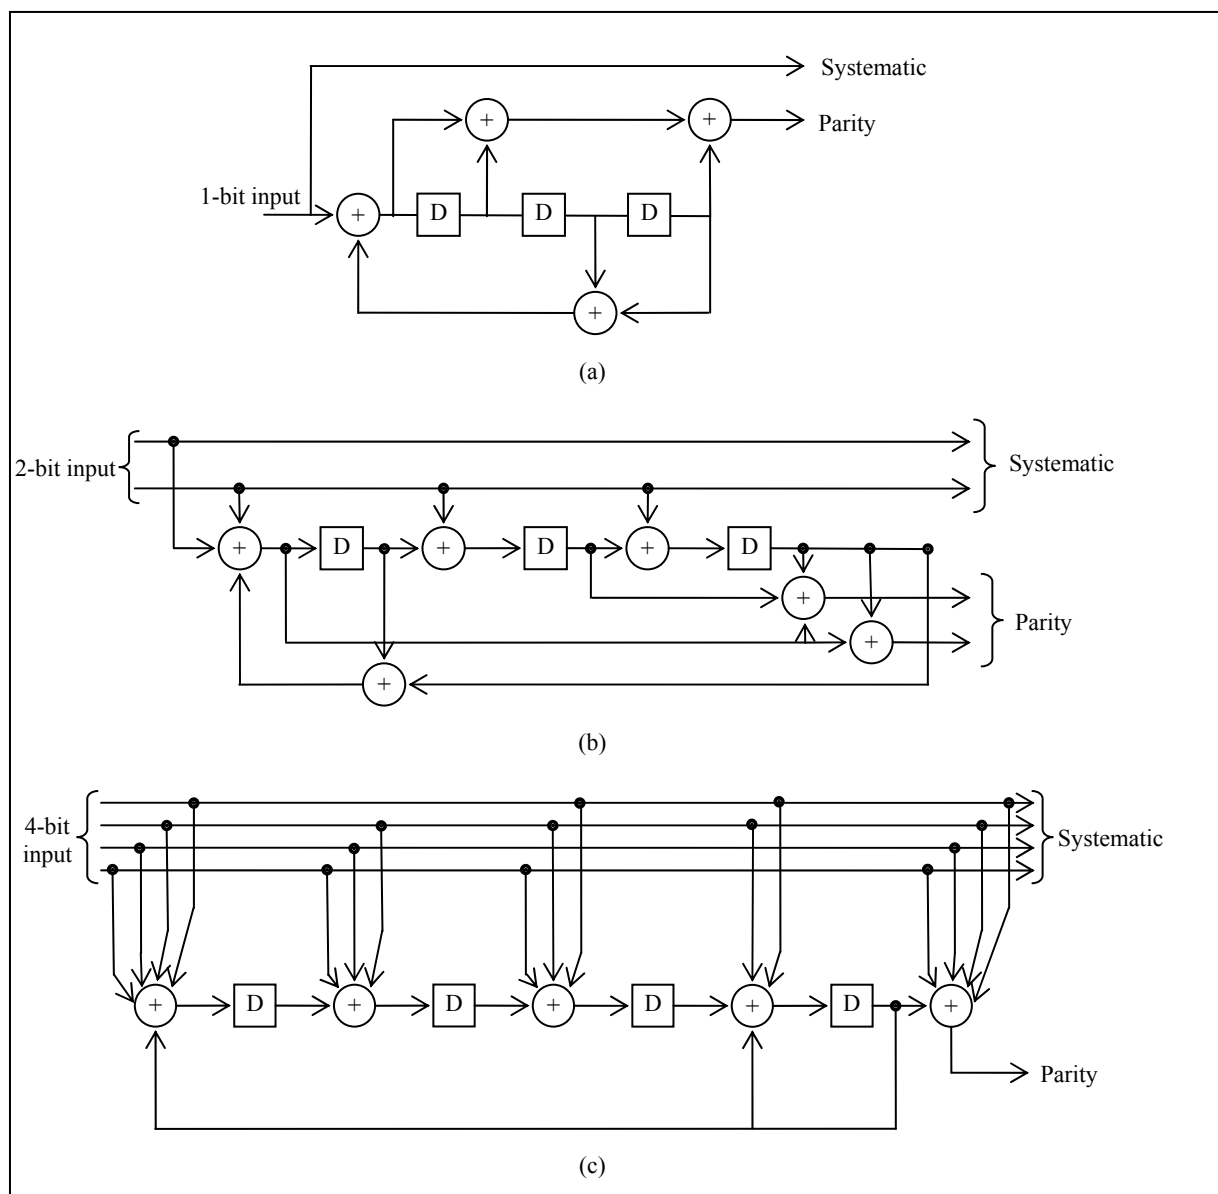 Systematic
+ +
Parity
1-bit input
+ D D D
+
(a)
2-bit input
Systematic
+ D + D + D
+
Parity
+
+
(b)
4-bit
input
Systematic
+ D + D + D + D +
Parity
(c)